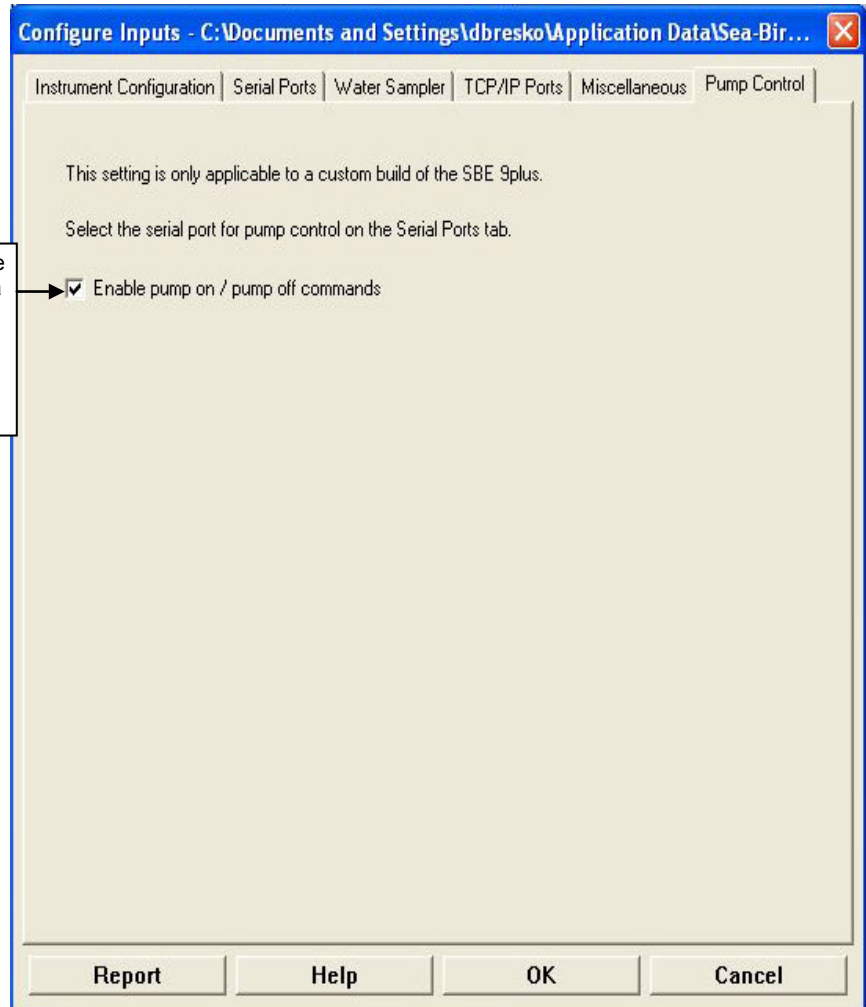 Configure Inputs - C:\Documents and Settings\dbresko\Application Data\Sea-Bir...
Instrument Configuration
Serial Ports
Water Sampler
TCP/IP Ports
Miscellaneous
Pump Control
This setting is only applicable to a custom build of the SBE 9plus.
Select the serial port for pump control on the Serial Ports tab.
Enable pump on / pump off commands
Report
Help
OK
Cancel